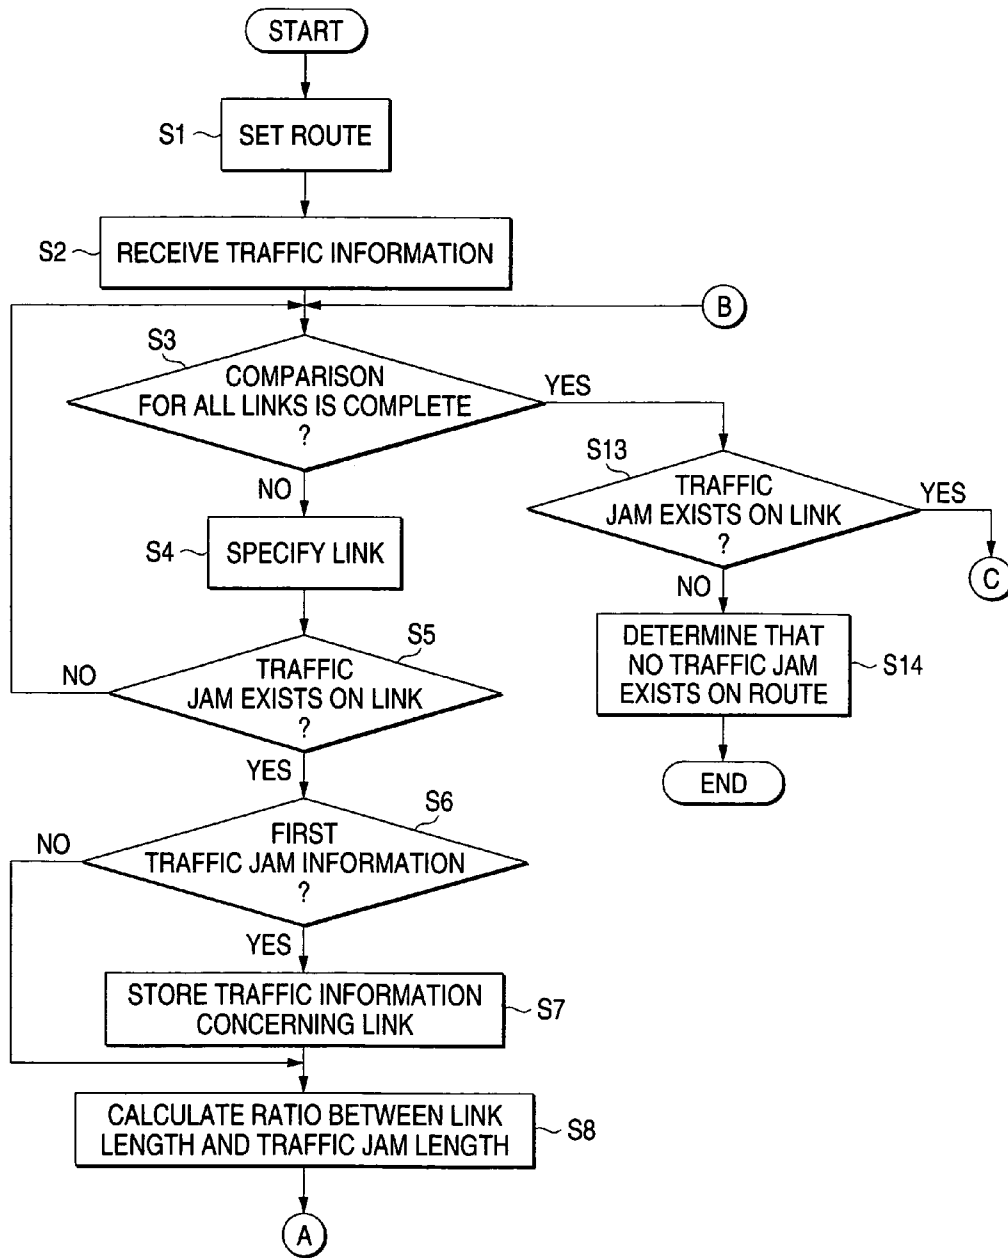 START
S1
SET ROUTE
S2
RECEIVE TRAFFIC INFORMATION
B
S3
COMPARISON
FOR ALL LINKS IS COMPLETE
?
YES
NO
S13
TRAFFIC
JAM EXISTS ON LINK
?
YES
C
NO
S4
SPECIFY LINK
DETERMINE THAT
NO TRAFFIC JAM
EXISTS ON ROUTE
S14
END
S5
TRAFFIC
JAM EXISTS ON LINK
?
NO
YES
S6
FIRST
TRAFFIC JAM INFORMATION
?
NO
YES
STORE TRAFFIC INFORMATION
CONCERNING LINK
S7
CALCULATE RATIO BETWEEN LINK
LENGTH AND TRAFFIC JAM LENGTH
S8
A